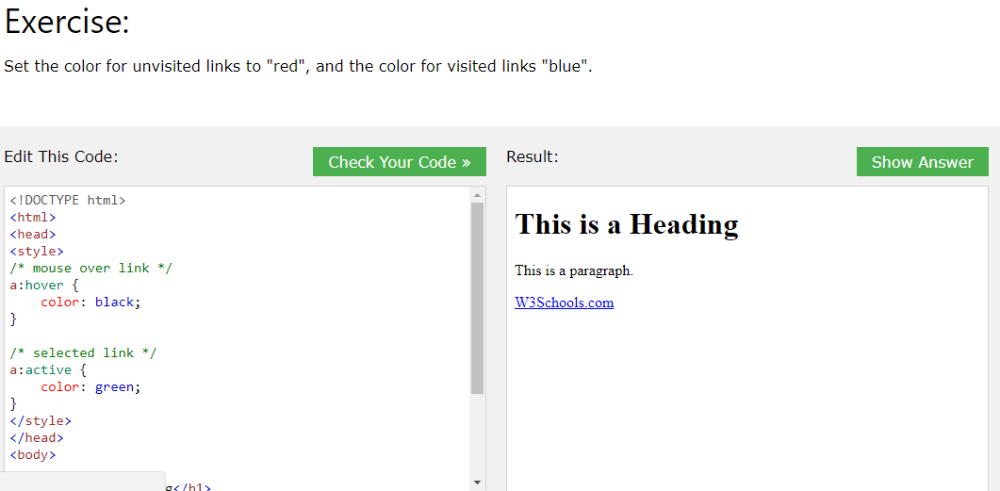 Exercise:
Set the color for unvisited links to "red", and the color for visited links "blue".
Edit This Code:
Check Your Code »
<!DOCTYPE html>
<html>
<head>
<style>
/* mouse over link */
a:hover {
    color: black;
}

/* selected link */
a:active {
    color: green;
}
</style>
</head>
<body>
g</h1>
Result:
Show Answer
This is a Heading
This is a paragraph.
W3Schools.com